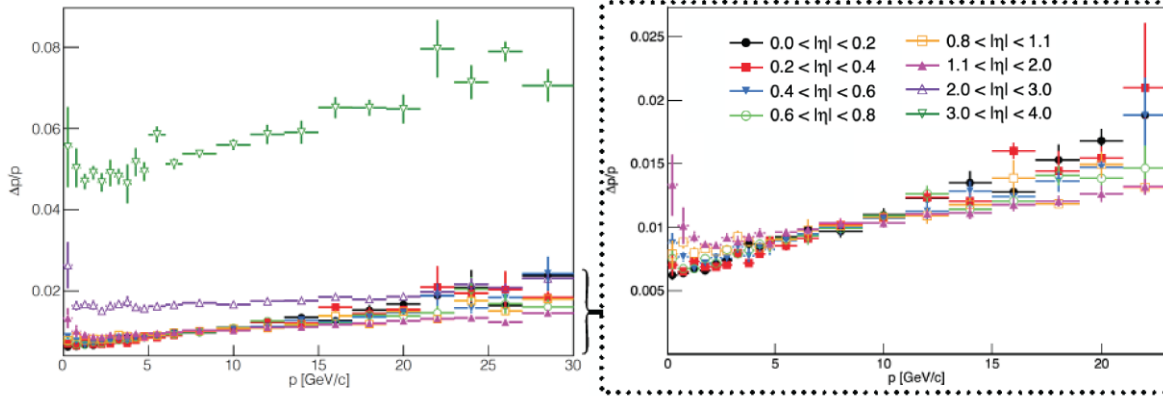 0.08
0.06
0.04
0.02
Δp/p
0 5 10 15 20 25 30
p [GeV/c]
0.025
0.02
0.015
0.01
0.005
Δp/p
0.0 < |η| < 0.2
0.2 < |η| < 0.4
0.4 < |η| < 0.6
0.6 < |η| < 0.8
0.8 < |η| < 1.1
1.1 < |η| < 2.0
2.0 < |η| < 3.0
3.0 < |η| < 4.0
0 5 10 15 20
p [GeV/c]